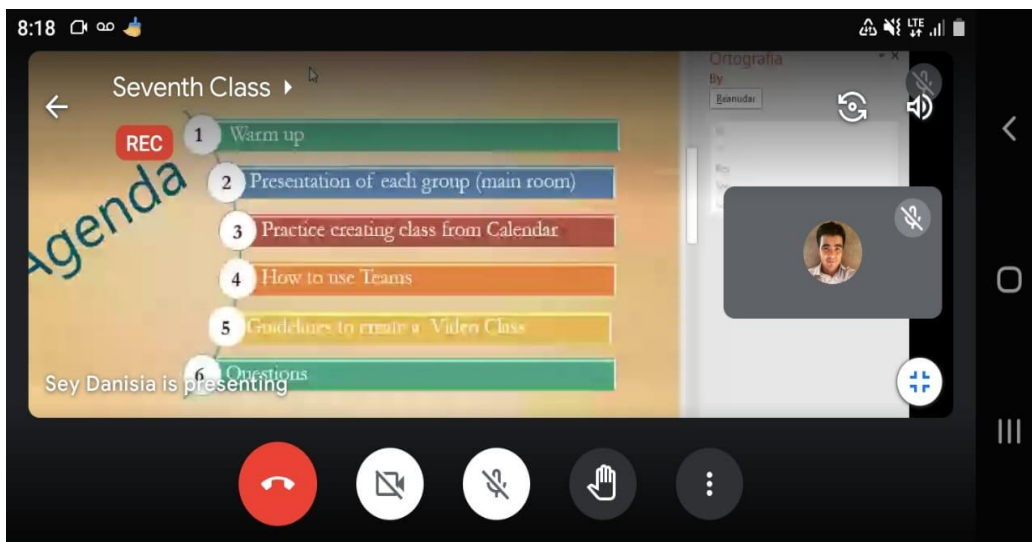 8:18
LTE
Seventh Class
REC
Agenda
1 Warm up
2 Presentation of each group (main room)
3 Practice creating class from Calendar
4 How to use Teams
5 Guidelines to create a Video Class
6 Questions
Sey Danisia is presenting
Ortografía
By
Reanudar